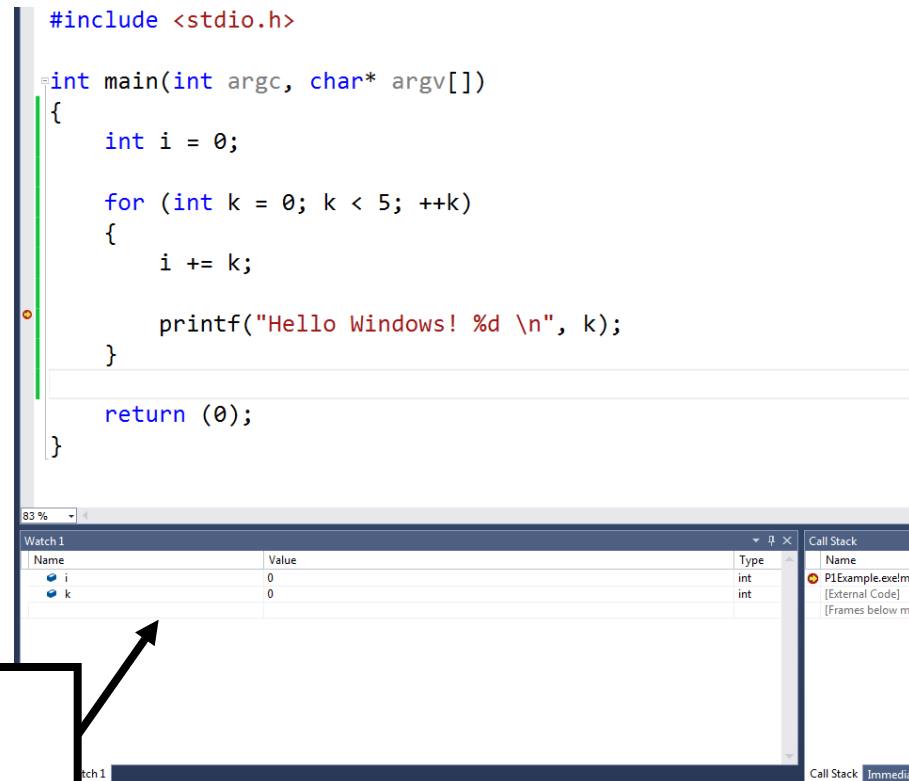 #include <stdio.h>
int main(int argc, char* argv[])
{
int i = 0;
for (int k = 0; k < 5; ++k)
{
i += k;
printf("Hello Windows! %d \n", k);
}
return (0);
}
83 %
Watch 1
Name Value Type
i 0 int
k 0 int
Call Stack
Name
P1Example.exe!m
[External Code]
[Frames below m
tch 1
Call Stack Immedia